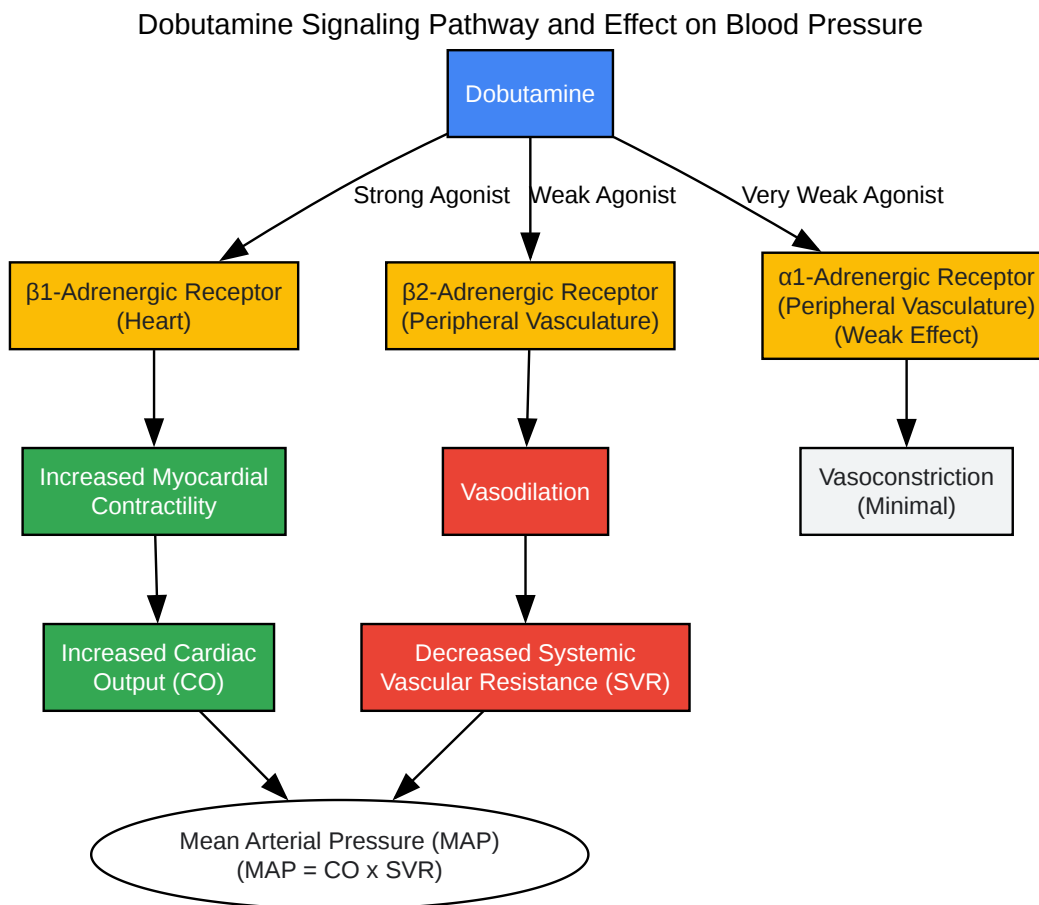 Dobutamine Signaling Pathway and Effect on Blood Pressure
Dobutamine
Strong Agonist
Weak Agonist
Very Weak Agonist
β1-Adrenergic Receptor
(Heart)
β2-Adrenergic Receptor
(Peripheral Vasculature)
α1-Adrenergic Receptor
(Peripheral Vasculature)
(Weak Effect)
Increased Myocardial
Contractility
Vasodilation
Vasoconstriction
(Minimal)
Increased Cardiac
Output (CO)
Decreased Systemic
Vascular Resistance (SVR)
Mean Arterial Pressure (MAP)
(MAP = CO x SVR)